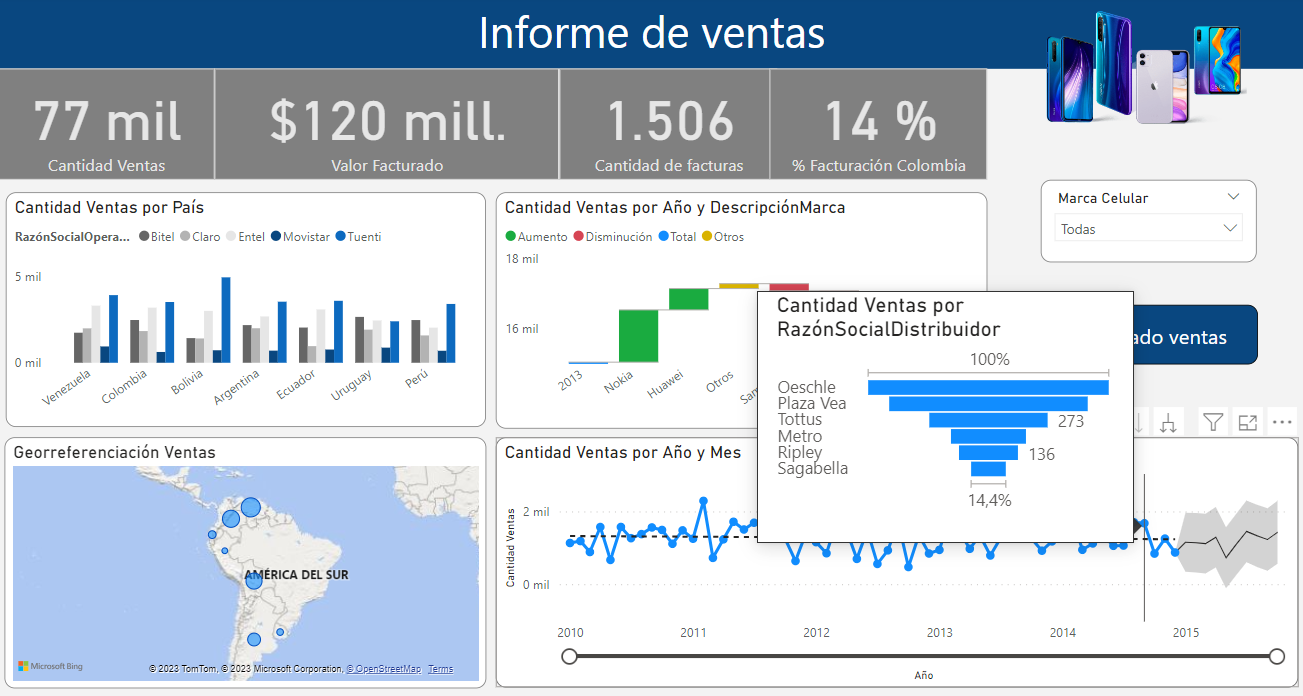 Informe de ventas
77 mil
Cantidad Ventas
$120 mill.
Valor Facturado
1.506
Cantidad de facturas
14 %
% Facturación Colombia
Marca Celular
Todas
Cantidad Ventas por País
RazónSocialOpera... Bitel Claro Entel Movistar Tuenti
5 mil
0 mil
Venezuela
Colombia
Bolivia
Argentina
Ecuador
Uruguay
Perú
Cantidad Ventas por Año y DescripciónMarca
Aumento Disminución Total Otros
18 mil
16 mil
2013
Nokia
Huawei
Otros
Sam
ado ventas
Cantidad Ventas por
RazónSocialDistribuidor
100%
Oeschle
Plaza Vea
Tottus
273
Metro
Ripley
136
Sagabella
14,4%
Georreferenciación Ventas
AMÉRICA DEL SUR
Microsoft Bing
© 2023 TomTom, © 2023 Microsoft Corporation, © OpenStreetMap Terms
Cantidad Ventas por Año y Mes
Cantidad Ventas
2 mil
0 mil
2010 2011 2012 2013 2014 2015
Año